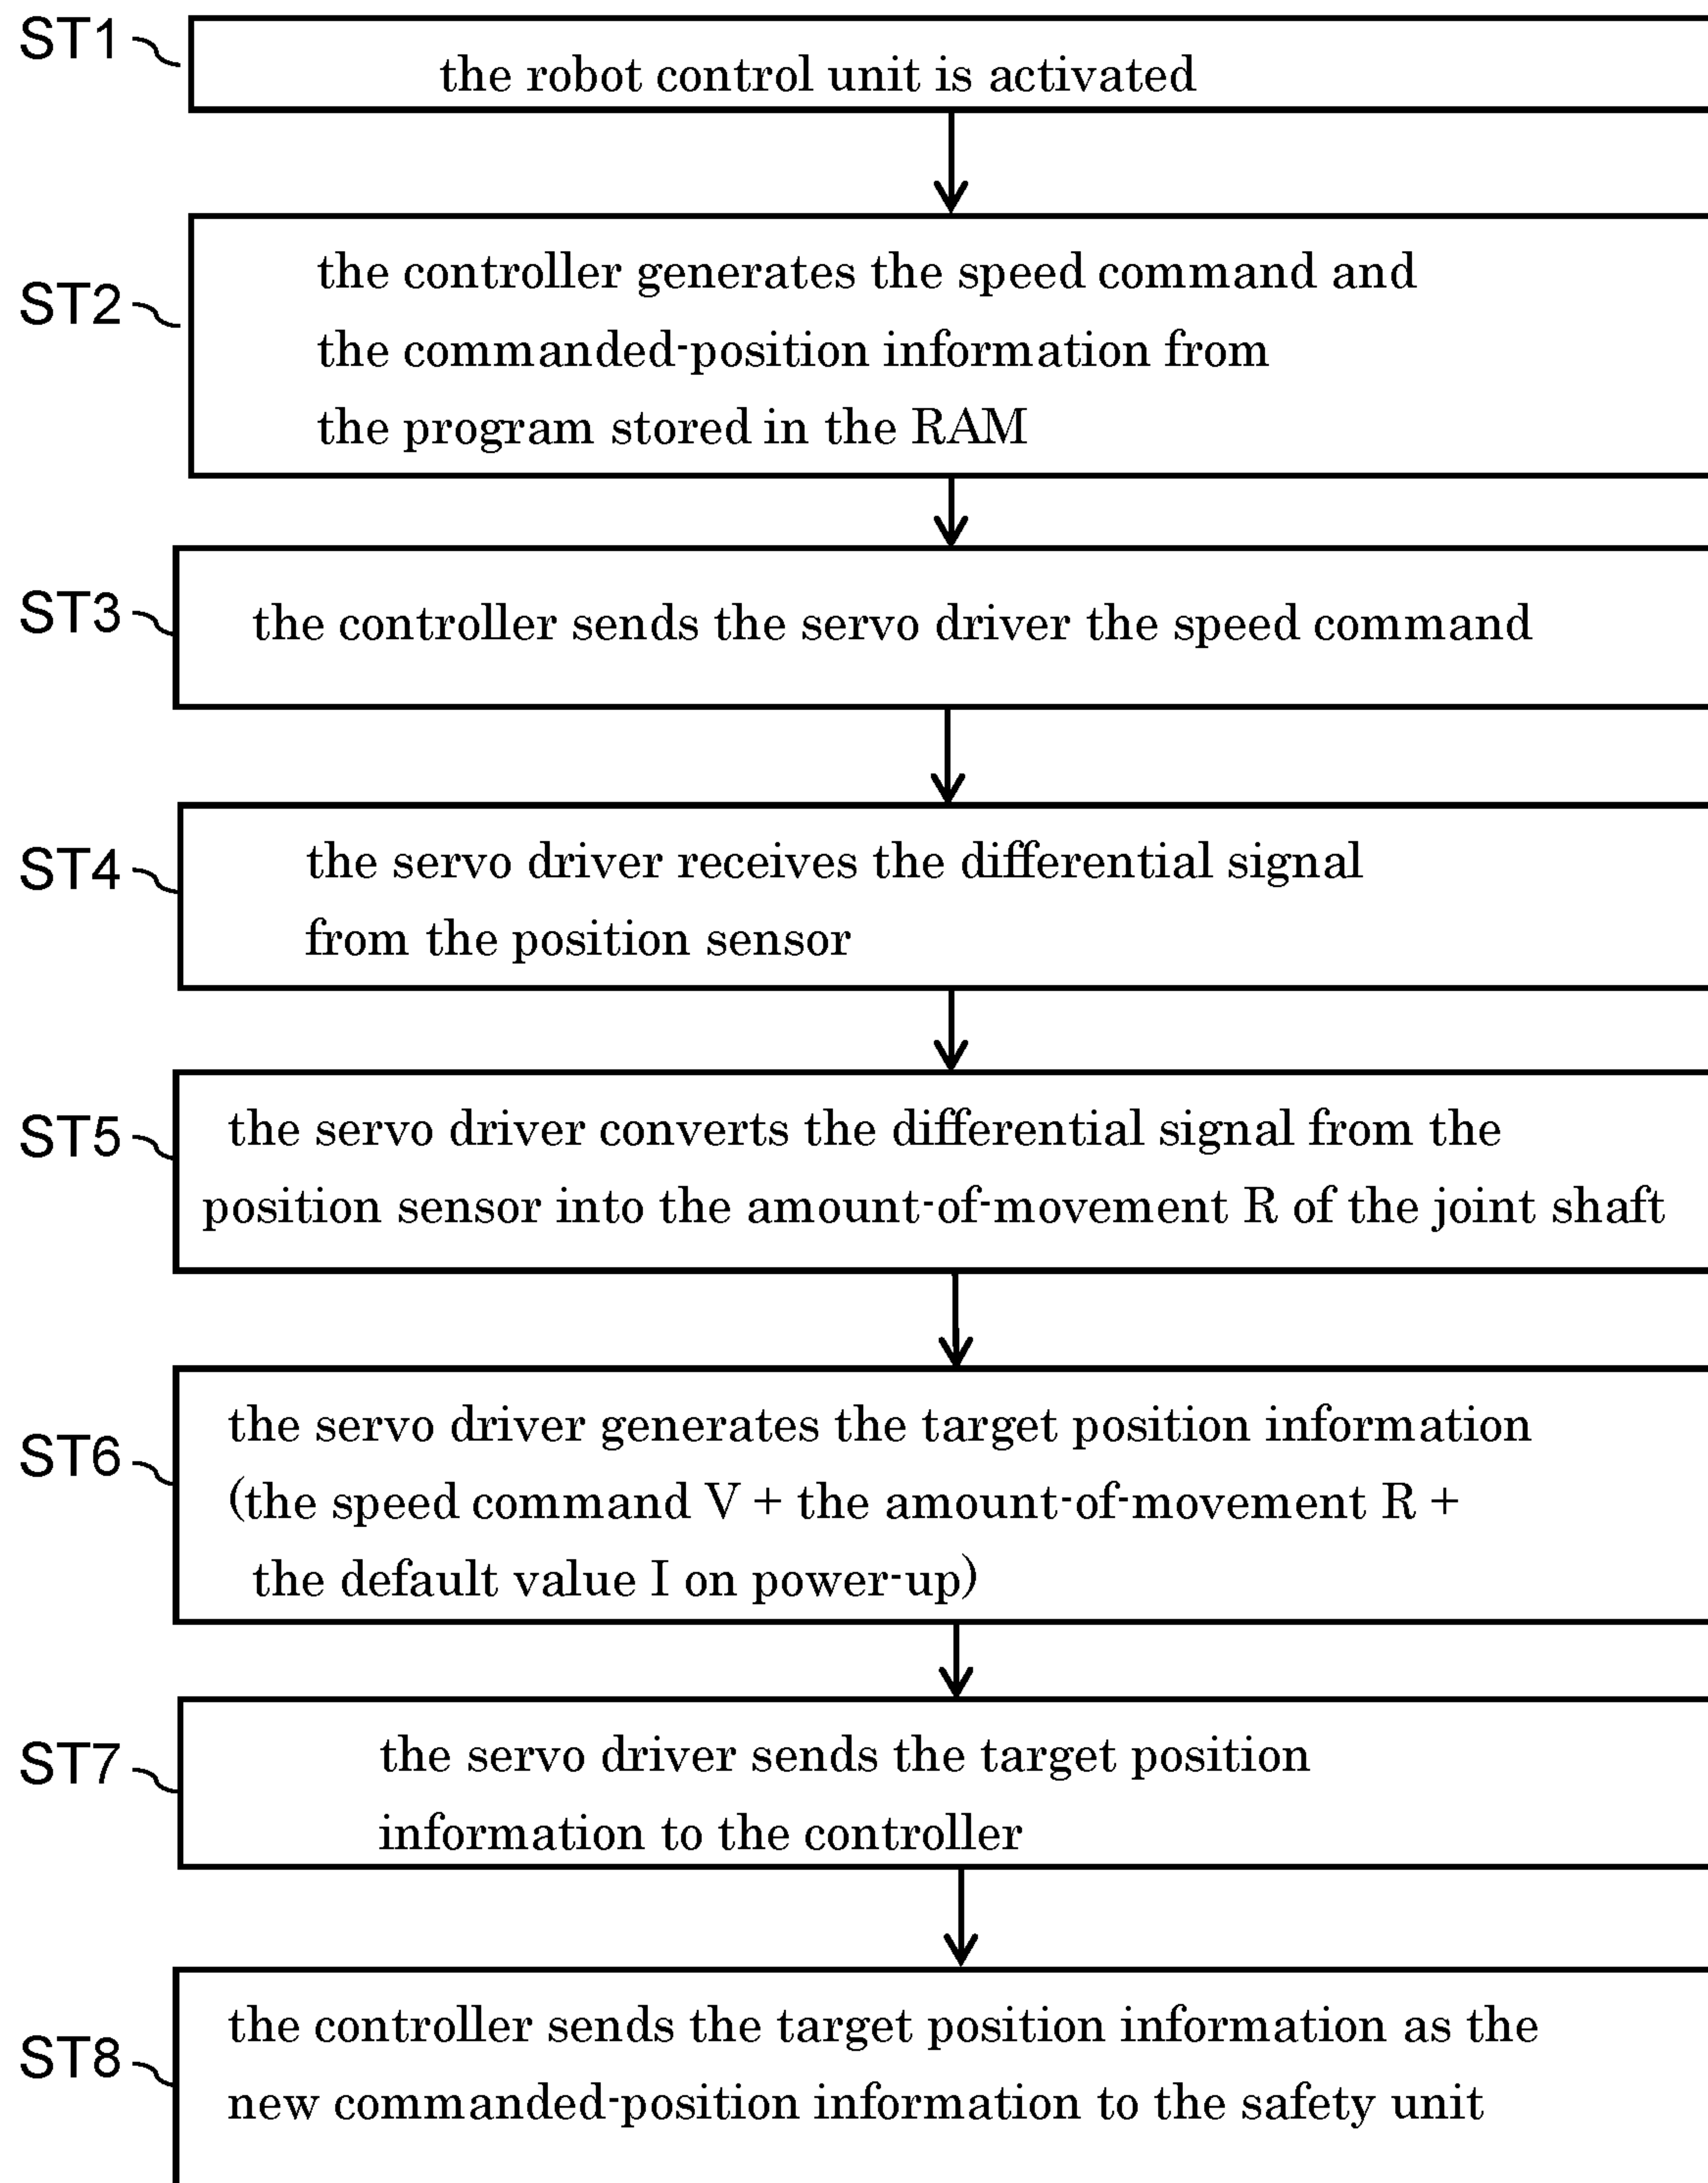 ST1
the robot control unit is activated
ST2
the controller generates the speed command and
the commanded-position information from
the program stored in the RAM
ST3
the controller sends the servo driver the speed command
ST4
the servo driver receives the differential signal
from the position sensor
ST5
the servo driver converts the differential signal from the
position sensor into the amount-of-movement R of the joint shaft
ST6
the servo driver generates the target position information
(the speed command V + the amount-of-movement R +
the default value I on power-up)
ST7
the servo driver sends the target position
information to the controller
ST8
the controller sends the target position information as the
new commanded-position information to the safety unit